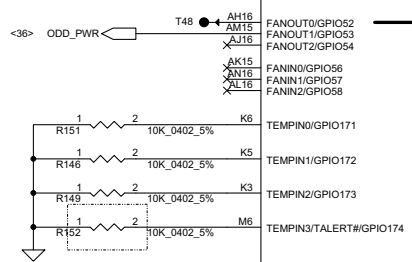 T48 AH16 FANOUT0/GPIO52
<36> ODD_PWR AM15 FANOUT1/GPIO53
AJ16 FANOUT2/GPIO54
AK15 FANIN0/GPIO56
AN16 FANIN1/GPIO57
AL16 FANIN2/GPIO58
1 2 K6 TEMPIN0/GPIO171
R151 10K_0402_5%
1 2 K5 TEMPIN1/GPIO172
R146 10K_0402_5%
1 2 K3 TEMPIN2/GPIO173
R149 10K_0402_5%
1 2 M6 TEMPIN3/TALERT#/GPIO174
R152 10K_0402_5%